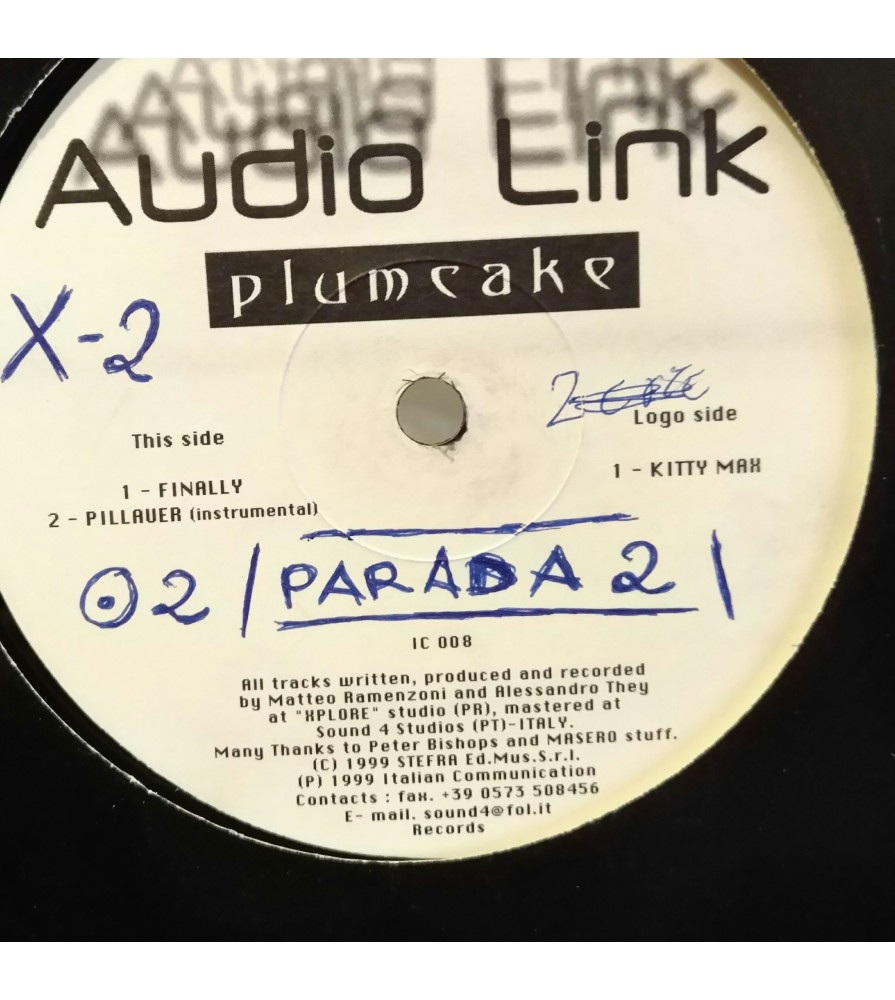 Audio Link
plumcake
X-2
This side
Logo side
1 - FINALLY
2 - PILLAVER (instrumental)
1 - KITTY MAX
2 | PARADA 2 |
IC 008
All tracks written, produced and recorded
by Matteo Ramenzoni and Alessandro They
at "XPLORE" studio (PR), mastered at
Sound 4 Studios (PT)-ITALY.
Many Thanks to Peter Bishops and MASERO stuff.
(C) 1999 STEFRA Ed.Mus.S.r.l.
(P) 1999 Italian Communication
Contacts : fax. +39 0573 508456
E- mail. sound4@fol.it
Records